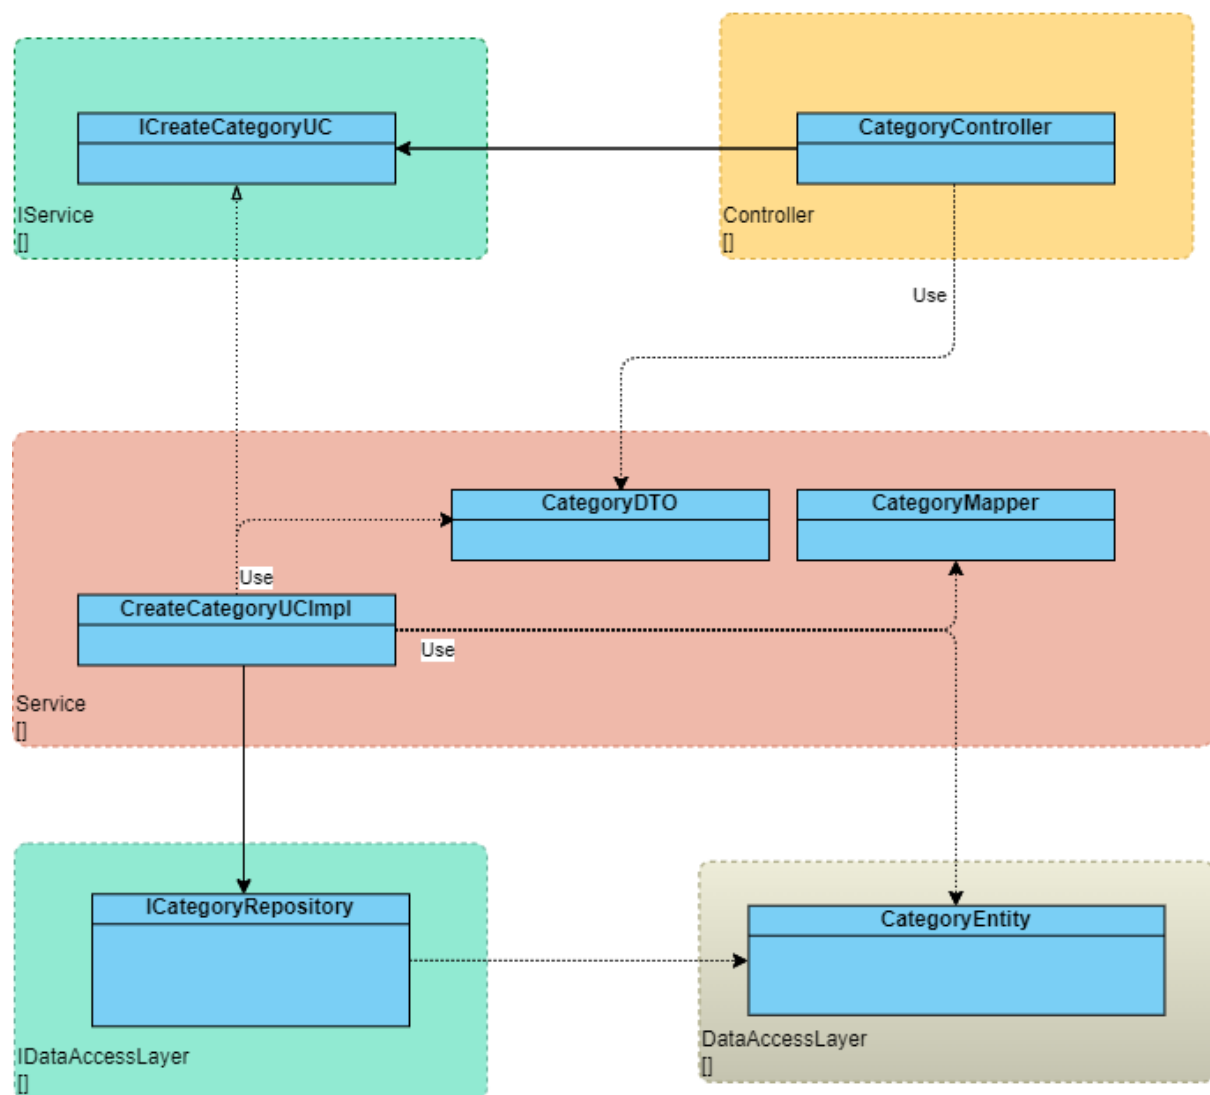 ICreateCategoryUC
CategoryController
IService
[]
Controller
[]
Use
CategoryDTO
CategoryMapper
Use
CreateCategoryUCImpl
Use
Service
[]
ICategoryRepository
CategoryEntity
IDataAccessLayer
[]
DataAccessLayer
[]